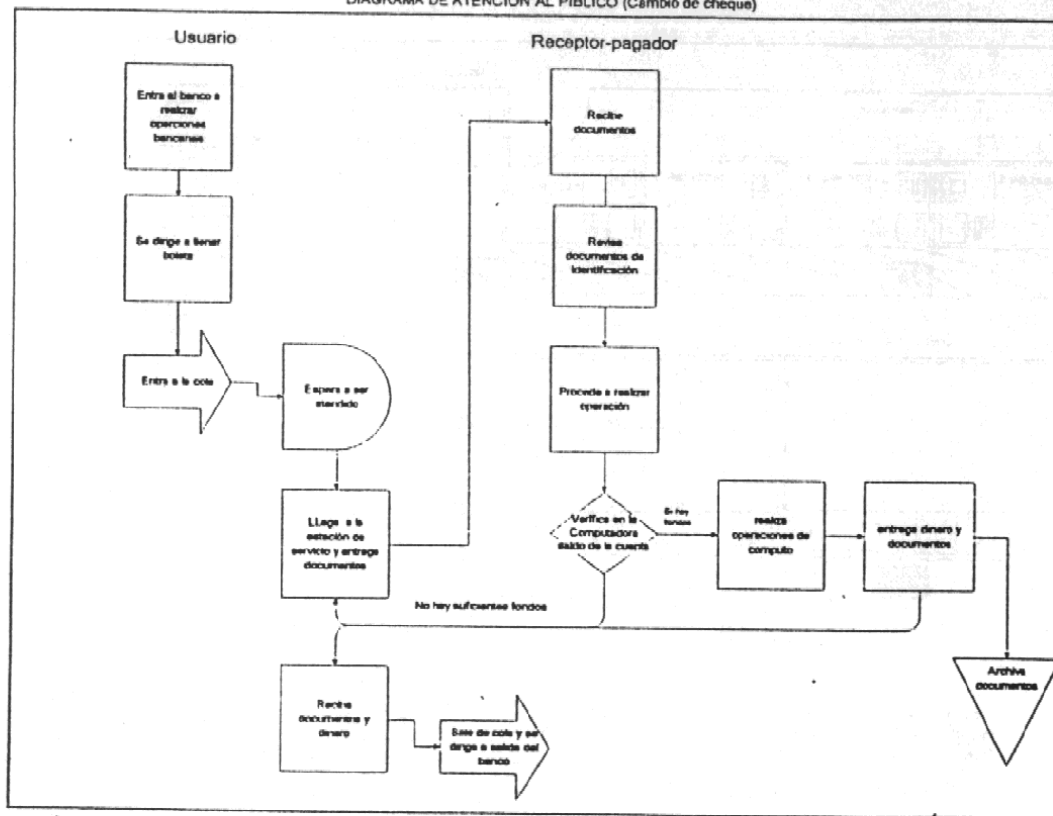 DIAGRAMA DE ATENCION AL PIBLICO (Cambio de cheque)
Usuario
Receptor-pagador
Entra al banco a
realizar
operciones
bancarias
Se dirige a llenar
boleta
Entra a la cola
Espera a ser
atendido
LLega a la
estación de
servicio y entrega
documentos
Recibe
documentos
Revisa
documentos de
identificación
Procede a realizar
operación
Verifica en la
Computadora
saldo de la cuenta
Si hay
fondos
realiza
operaciones de
computo
entrega dinero y
documentos
No hay suficientes fondos
Archiva
documentos
Recibe
documentos y
dinero
Sale de cola y se
dirige a salida del
banco